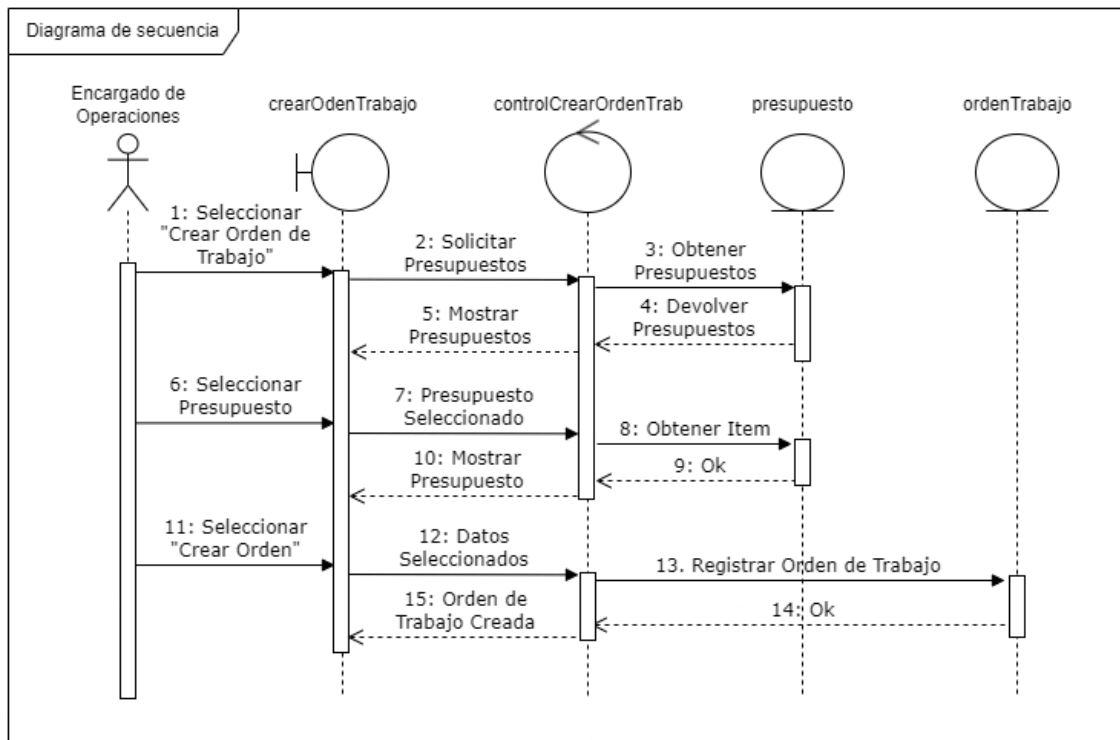 Diagrama de secuencia
Encargado de
Operaciones
crearOdenTrabajo
controlCrearOrdenTrab
presupuesto
ordenTrabajo
1: Seleccionar
"Crear Orden de
Trabajo"
2: Solicitar
Presupuestos
3: Obtener
Presupuestos
4: Devolver
Presupuestos
5: Mostrar
Presupuestos
6: Seleccionar
Presupuesto
7: Presupuesto
Seleccionado
8: Obtener Item
9: Ok
10: Mostrar
Presupuesto
11: Seleccionar
"Crear Orden"
12: Datos
Seleccionados
13. Registrar Orden de Trabajo
14: Ok
15: Orden de
Trabajo Creada